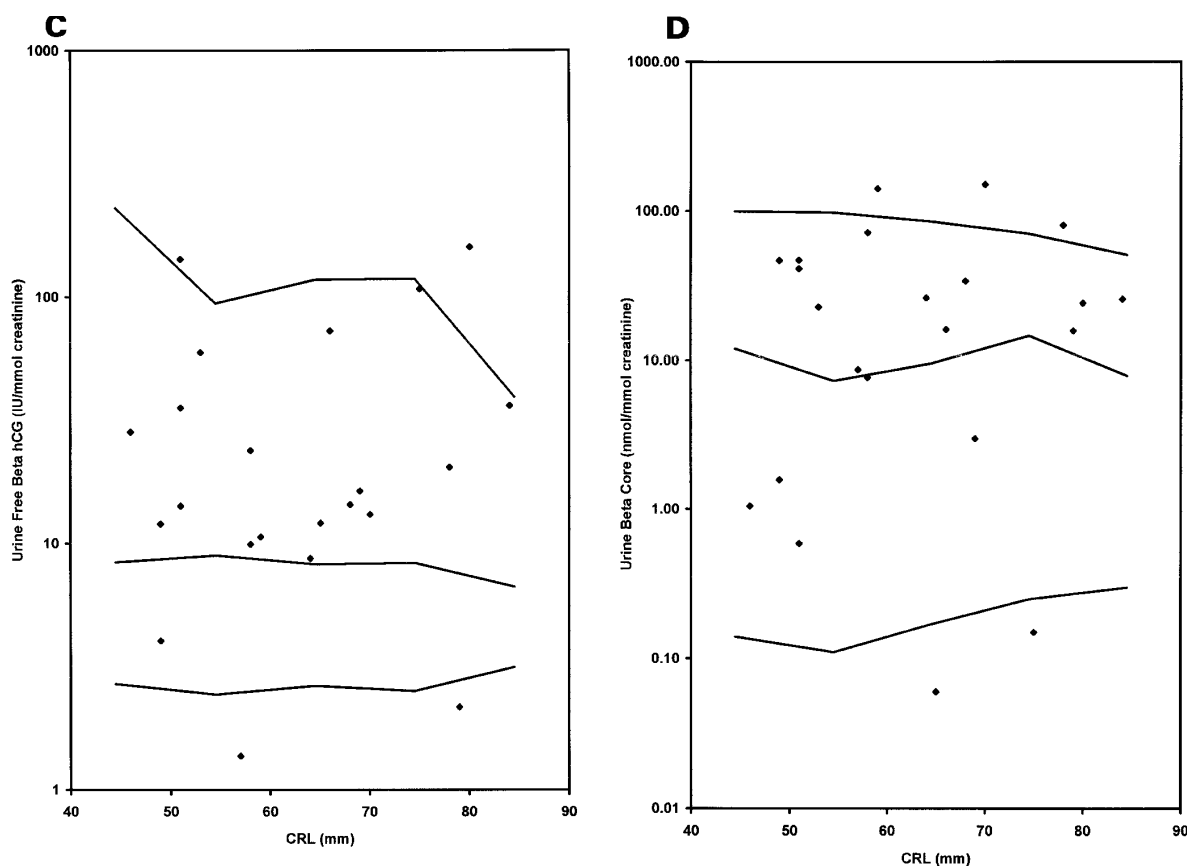 C
Urine Free Beta hCG (IU/mmol creatinine)
1000
100
10
1
40 50 60 70 80 90
CRL (mm)
D
Urine Beta Core (nmol/mmol creatinine)
1000.00
100.00
10.00
1.00
0.10
0.01
40 50 60 70 80 90
CRL (mm)